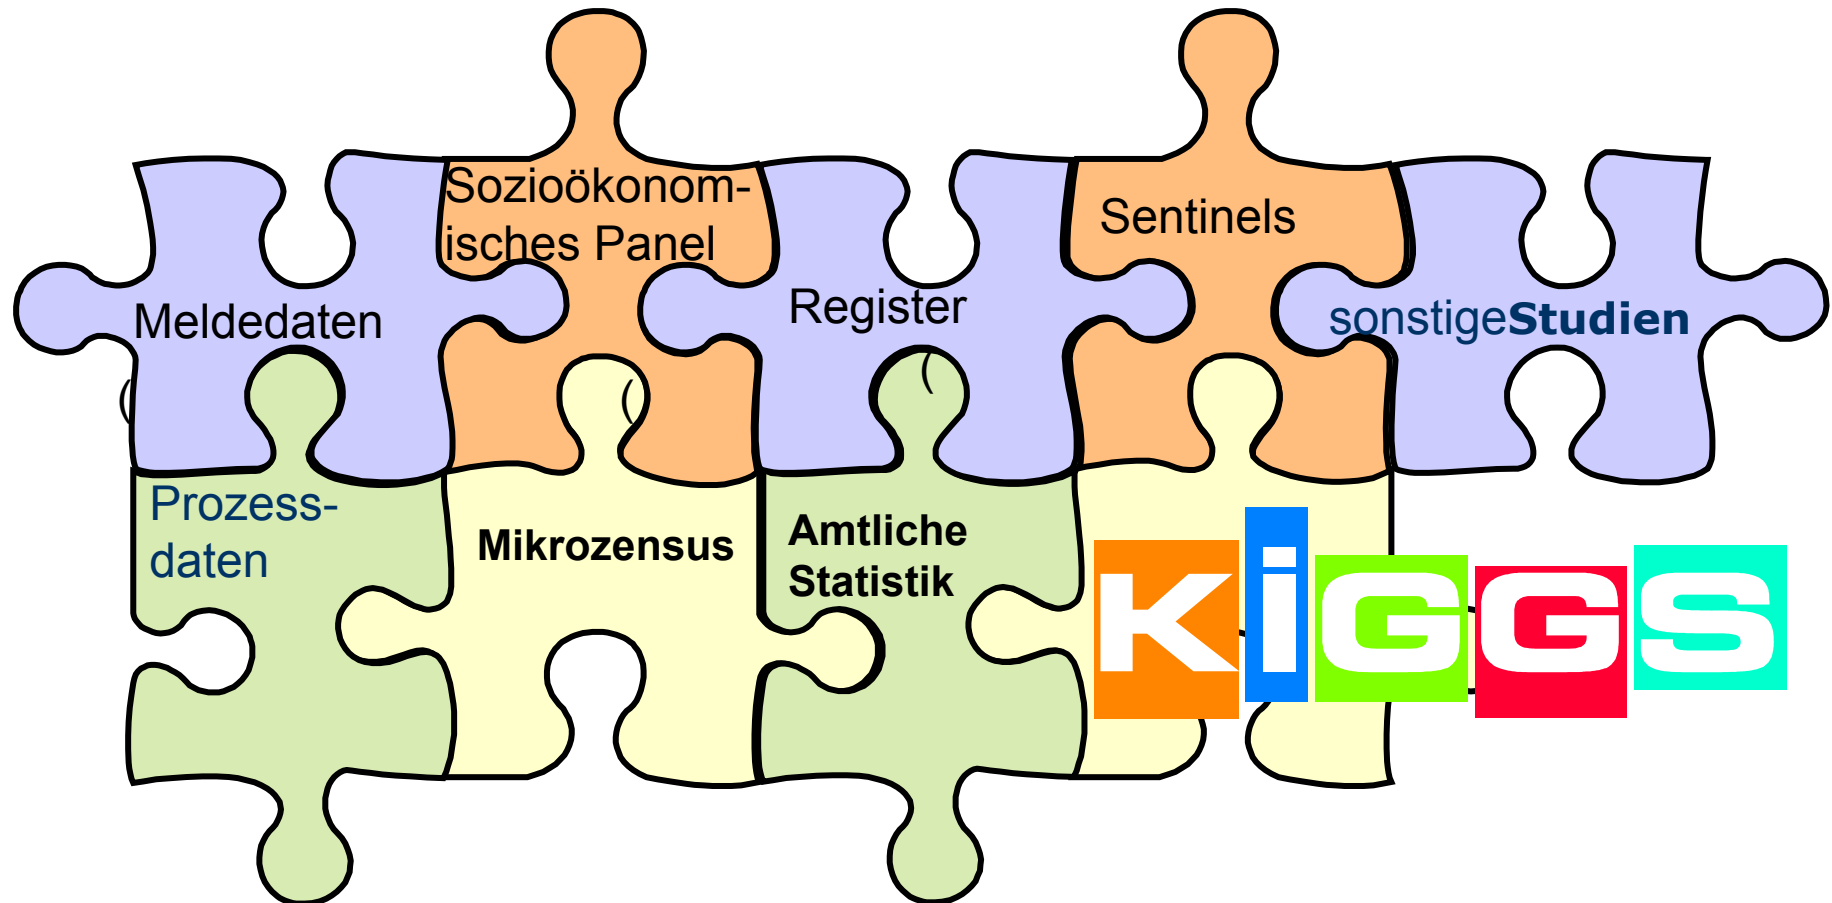 Sozioökonom-
isches Panel
Sentinels
Meldedaten
Register
sonstigeStudien
(
(
(
Prozess-
daten
Mikrozensus
Amtliche
Statistik
KiGGS